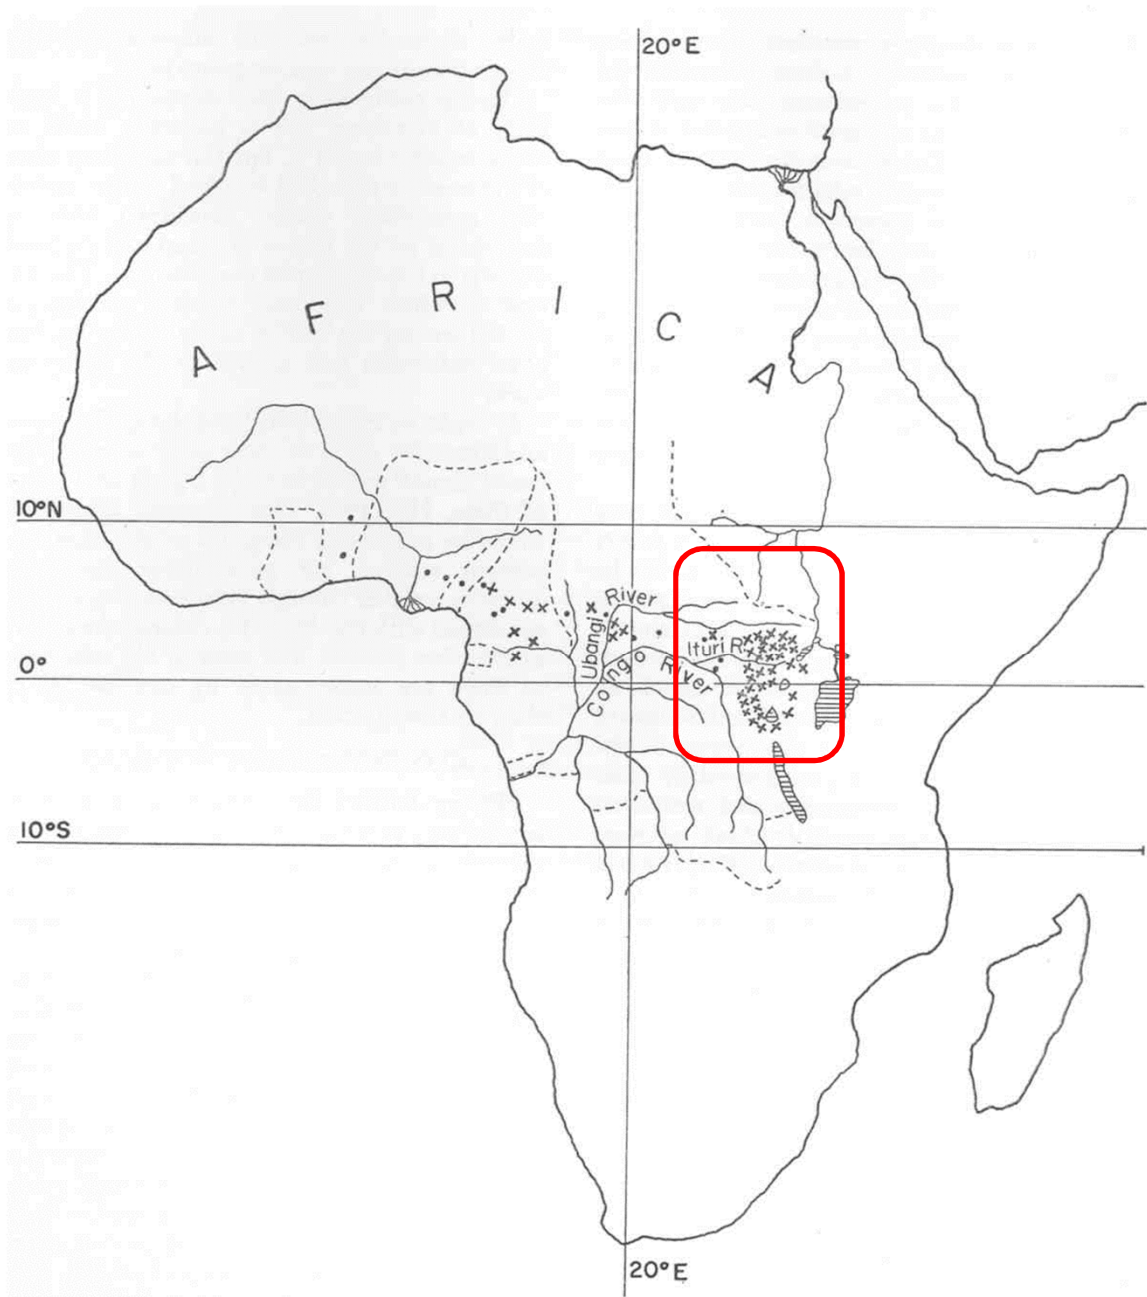 20°E
A F R I C A
10°N
River
Ubangi
Ituri R.
Congo River
0°
10°S
20°E